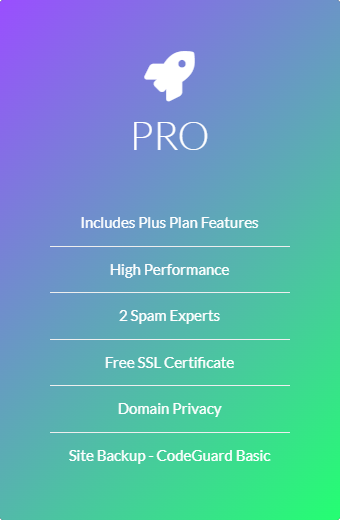 PRO
Includes Plus Plan Features
High Performance
2 Spam Experts
Free SSL Certificate
Domain Privacy
Site Backup - CodeGuard Basic